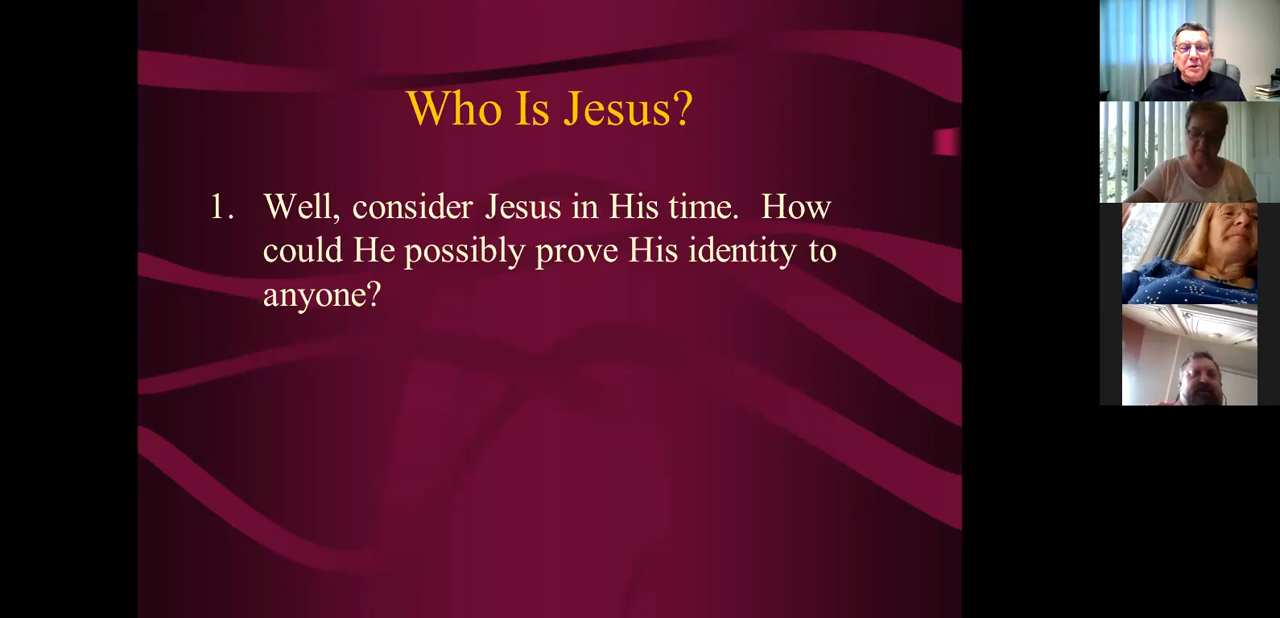 Who Is Jesus?
1. Well, consider Jesus in His time. How
could He possibly prove His identity to
anyone?